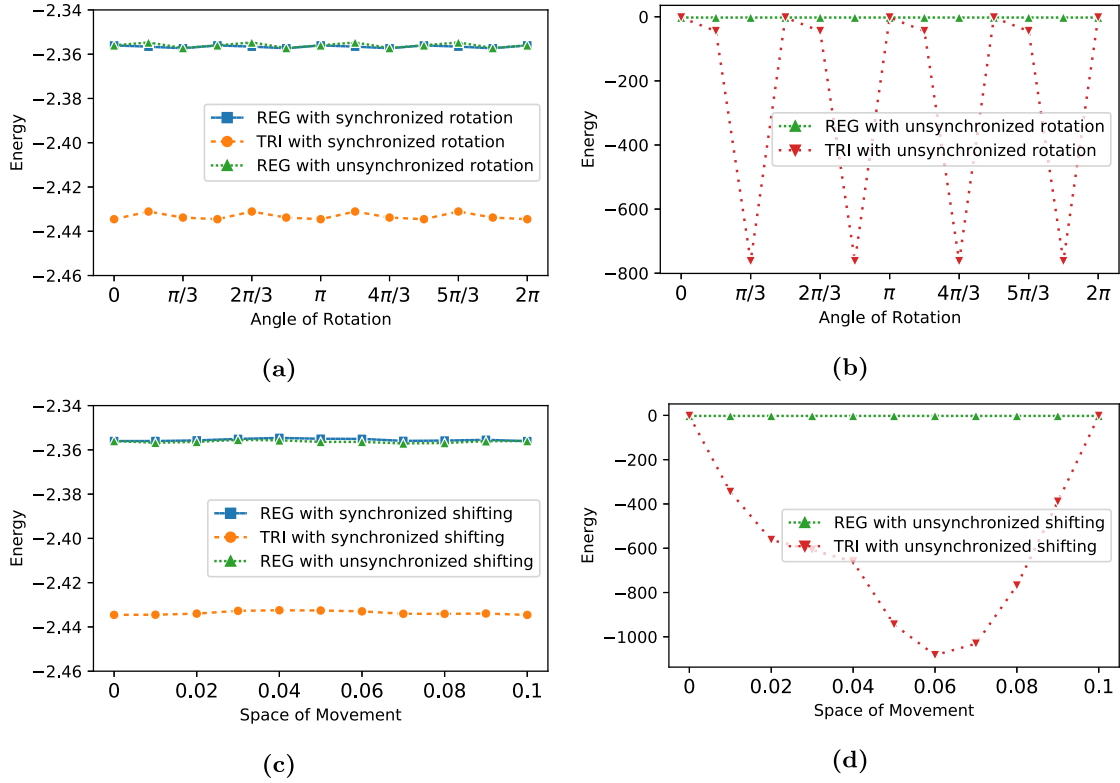 −2.34
−2.36
−2.38
−2.40
−2.42
−2.44
−2.46
Energy
REG with synchronized rotation
TRI with synchronized rotation
REG with unsynchronized rotation
0 π/3 2π/3 π 4π/3 5π/3 2π
Angle of Rotation
(a)
0
−200
−400
−600
−800
Energy
REG with unsynchronized rotation
TRI with unsynchronized rotation
0 π/3 2π/3 π 4π/3 5π/3 2π
Angle of Rotation
(b)
−2.34
−2.36
−2.38
−2.40
−2.42
−2.44
−2.46
Energy
REG with synchronized shifting
TRI with synchronized shifting
REG with unsynchronized shifting
0 0.02 0.04 0.06 0.08 0.1
Space of Movement
(c)
0
−200
−400
−600
−800
−1000
Energy
REG with unsynchronized shifting
TRI with unsynchronized shifting
0 0.02 0.04 0.06 0.08 0.1
Space of Movement
(d)